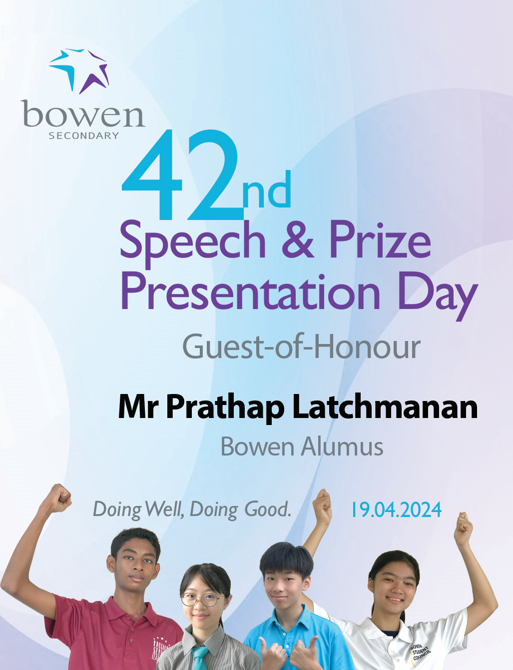 bowen
SECONDARY
42nd
Speech & Prize
Presentation Day
Guest-of-Honour
Mr Prathap Latchmanan
Bowen Alumus
Doing Well, Doing Good.
19.04.2024